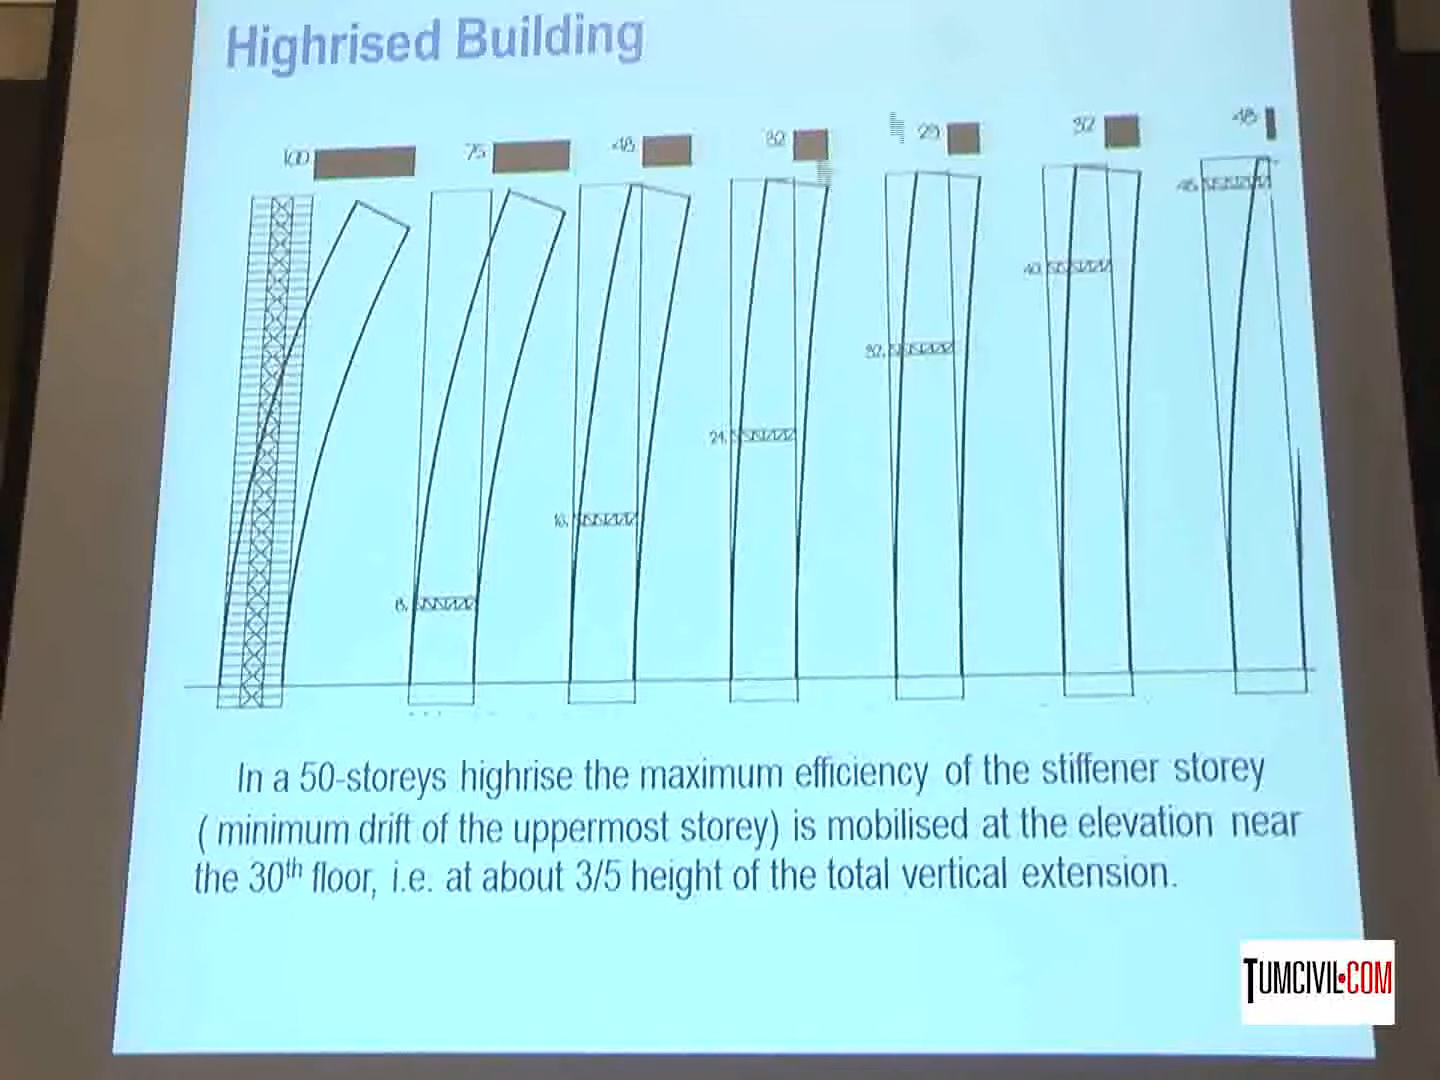 Highrised Building
100 75 48 32 29 32 48
46.
40.
32.
24.
16.
8.
In a 50-storeys highrise the maximum efficiency of the stiffener storey
( minimum drift of the uppermost storey) is mobilised at the elevation near
the 30th floor, i.e. at about 3/5 height of the total vertical extension.
TUMCIVIL.COM